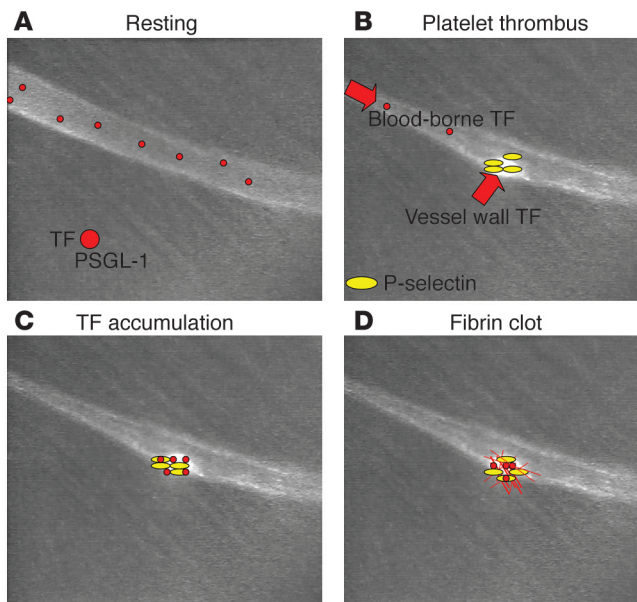 A Resting
TF
PSGL-1
B Platelet thrombus
Blood-borne TF
Vessel wall TF
P-selectin
C TF accumulation
D Fibrin clot